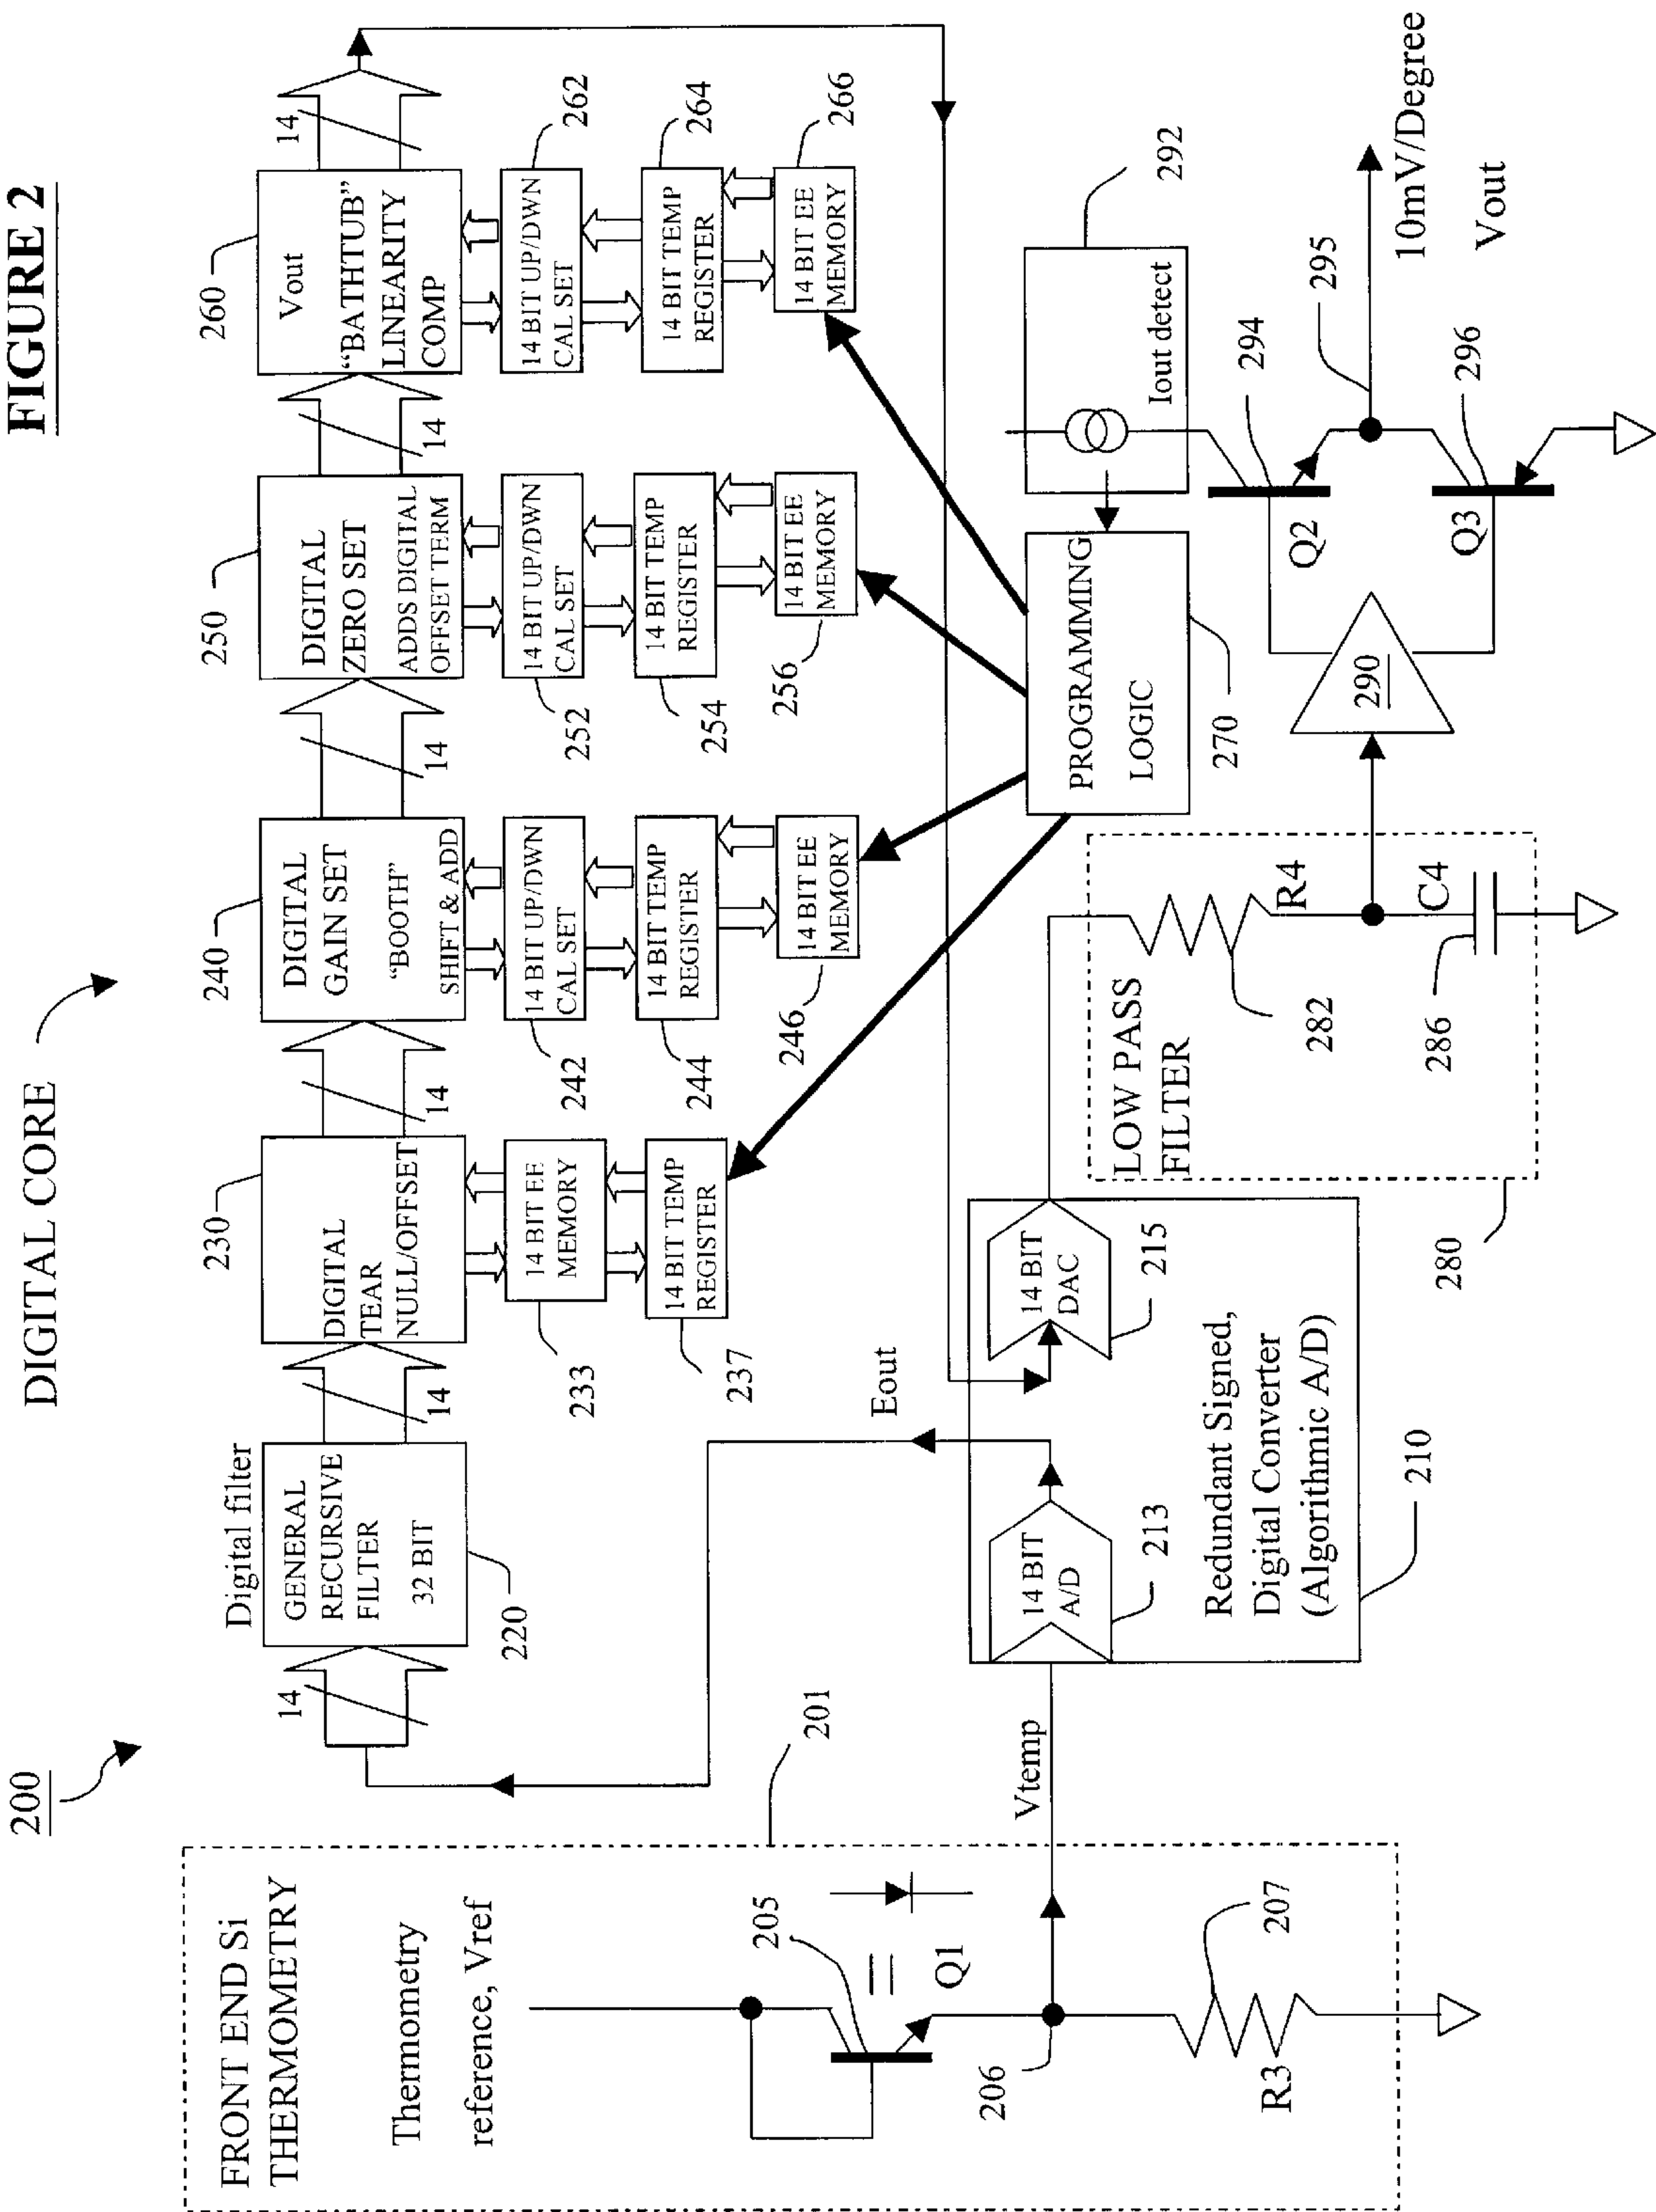 FIGURE 2
DIGITAL CORE
200
Digital filter
GENERAL
RECURSIVE
FILTER
32 BIT
220
14
14
230
DIGITAL
TEAR
NULL/OFFSET
14 BIT EE
MEMORY
233
14 BIT TEMP
REGISTER
237
14
240
DIGITAL
GAIN SET
“BOOTH”
SHIFT & ADD
14 BIT UP/DWN
CAL SET
242
14 BIT TEMP
REGISTER
244
14 BIT EE
MEMORY
246
14
250
DIGITAL
ZERO SET
ADDS DIGITAL
OFFSET TERM
14 BIT UP/DWN
CAL SET
252
14 BIT TEMP
REGISTER
254
14 BIT EE
MEMORY
256
14
260
Vout
“BATHTUB”
LINEARITY
COMP
14 BIT UP/DWN
CAL SET
262
14 BIT TEMP
REGISTER
264
14 BIT EE
MEMORY
266
14
FRONT END Si
THERMOMETRY
Thermometry
reference, Vref
201
205
=
Q1
206
207
R3
Vtemp
Eout
14 BIT
A/D
213
14 BIT
DAC
215
Redundant Signed,
Digital Converter
(Algorithmic A/D)
210
LOW PASS
FILTER
R4
282
C4
286
280
PROGRAMMING
LOGIC
270
290
Iout detect
292
Q2
294
295
Q3
296
10mV/Degree
Vout